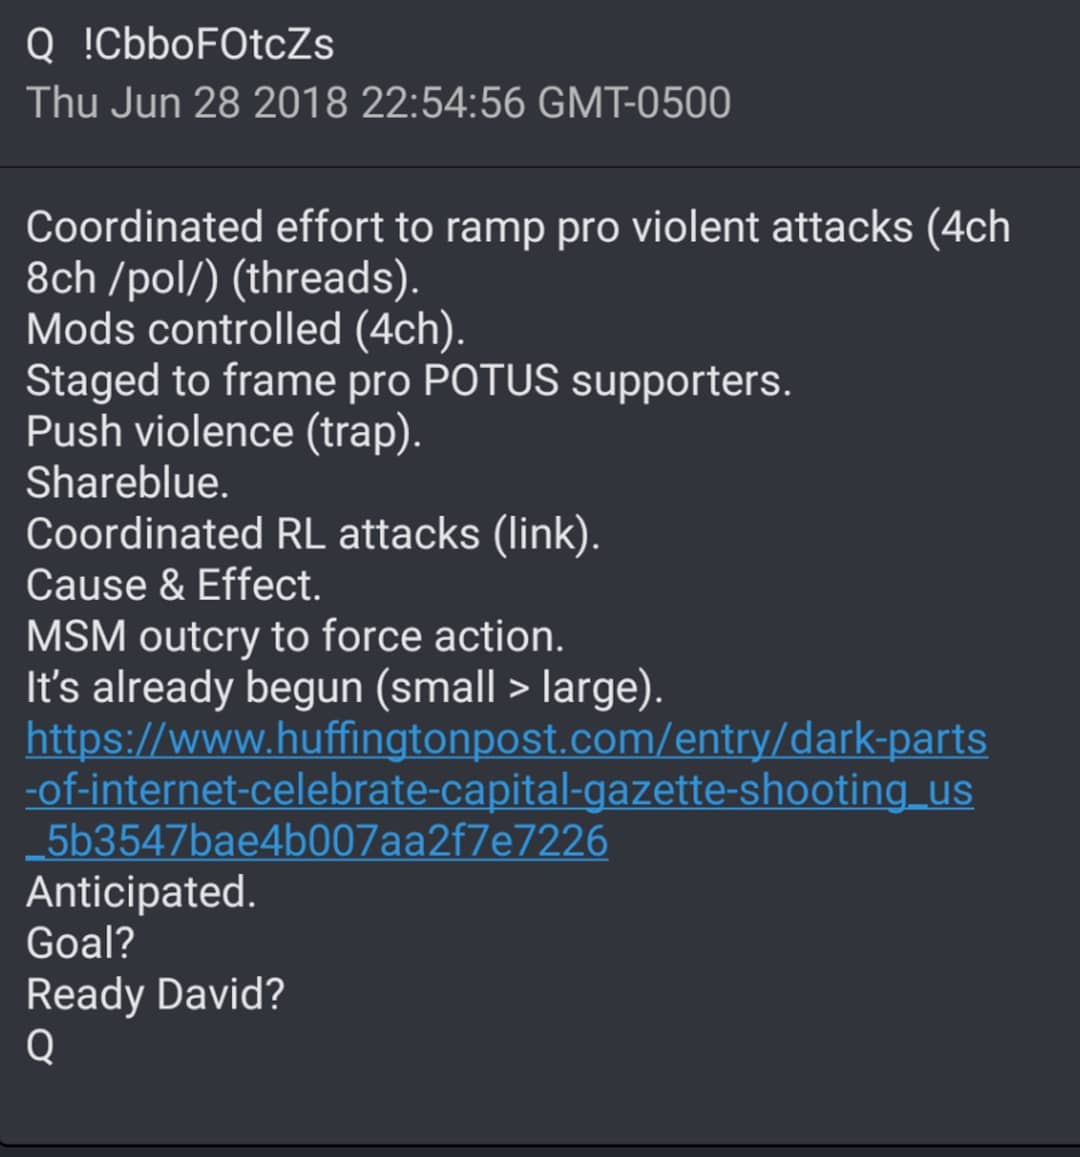 Q !CbboFOtcZs
Thu Jun 28 2018 22:54:56 GMT-0500
Coordinated effort to ramp pro violent attacks (4ch
8ch /pol/) (threads).
Mods controlled (4ch).
Staged to frame pro POTUS supporters.
Push violence (trap).
Shareblue.
Coordinated RL attacks (link).
Cause & Effect.
MSM outcry to force action.
It’s already begun (small > large).
https://www.huffingtonpost.com/entry/dark-parts
-of-internet-celebrate-capital-gazette-shooting_us
_5b3547bae4b007aa2f7e7226
Anticipated.
Goal?
Ready David?
Q